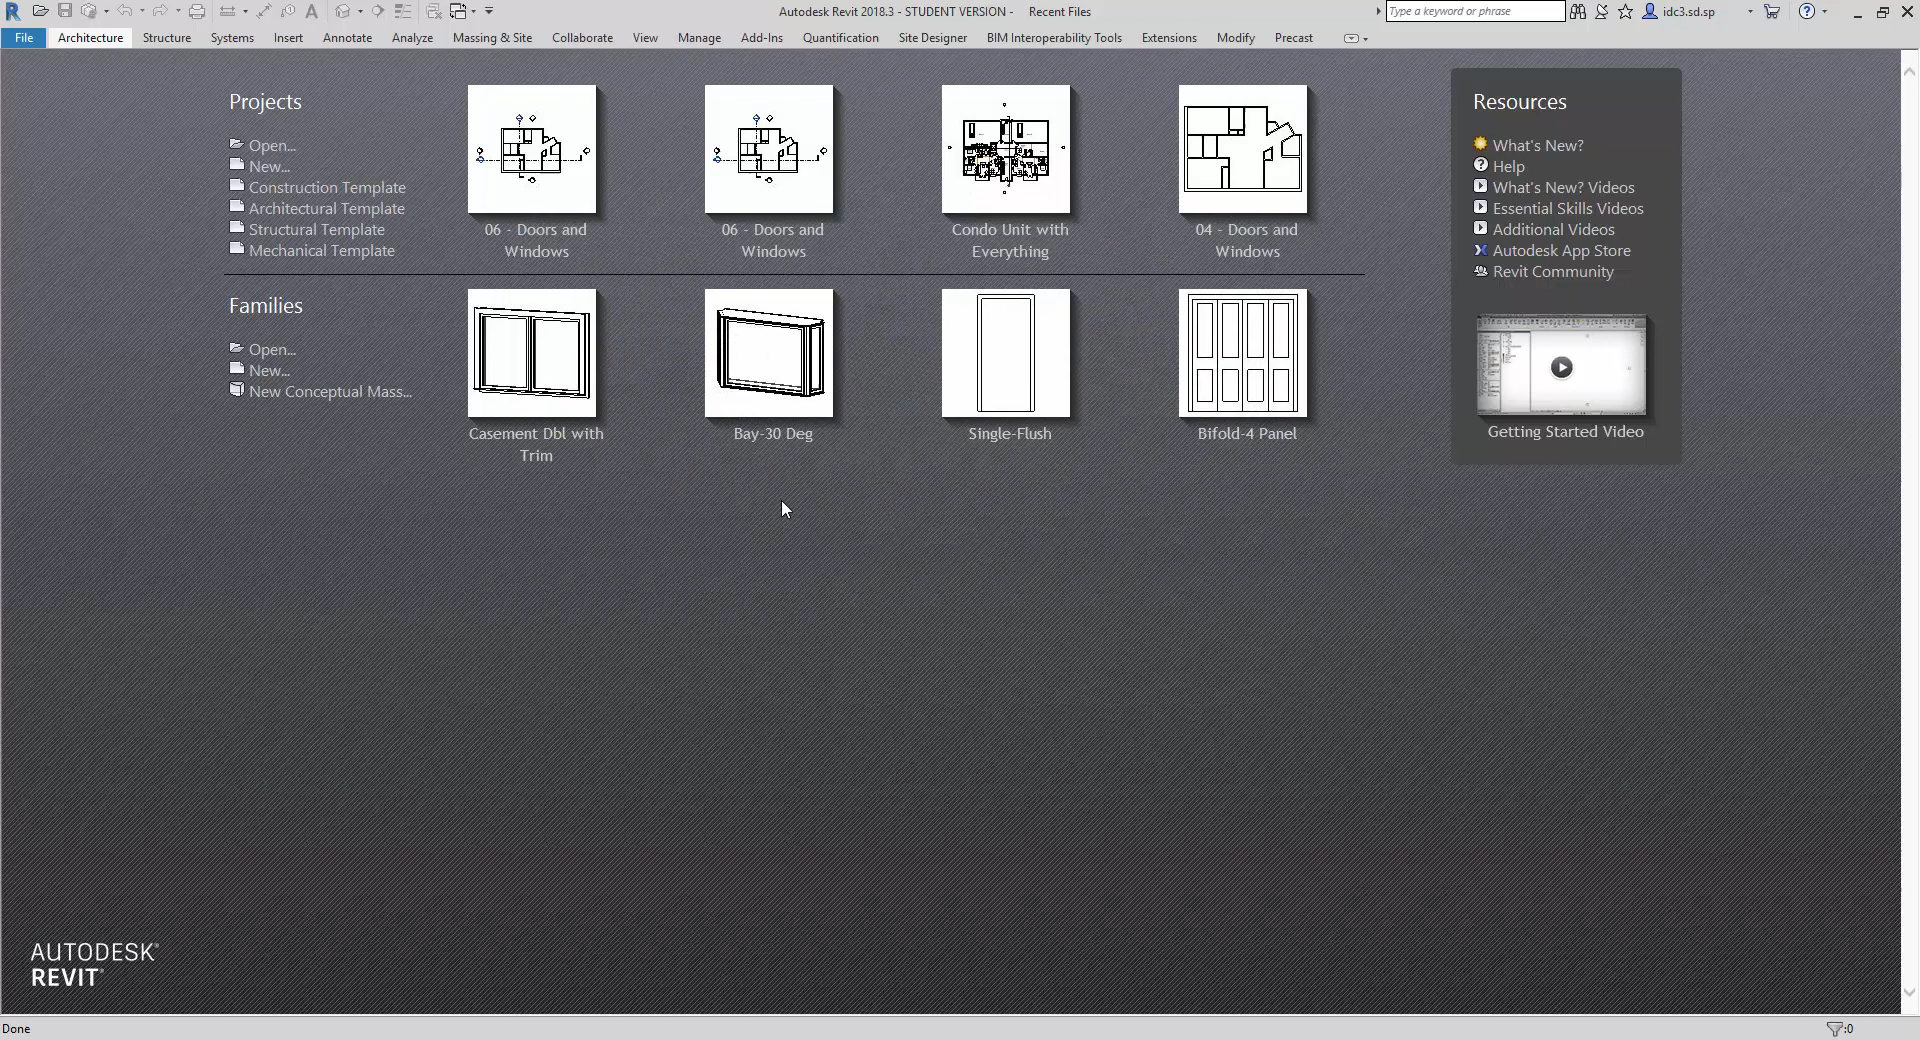 Autodesk Revit 2018.3 - STUDENT VERSION - Recent Files
Type a keyword or phrase
idc3.sd.sp
File Architecture Structure Systems Insert Annotate Analyze Massing & Site Collaborate View Manage Add-Ins Quantification Site Designer BIM Interoperability Tools Extensions Modify Precast
Projects
Open...
New...
Construction Template
Architectural Template
Structural Template
Mechanical Template
06 - Doors and
Windows
06 - Doors and
Windows
Condo Unit with
Everything
04 - Doors and
Windows
Families
Open...
New...
New Conceptual Mass...
Casement Dbl with
Trim
Bay-30 Deg
Single-Flush
Bifold-4 Panel
Resources
What's New?
Help
What's New? Videos
Essential Skills Videos
Additional Videos
Autodesk App Store
Revit Community
Getting Started Video
AUTODESK®
REVIT®
Done
:0